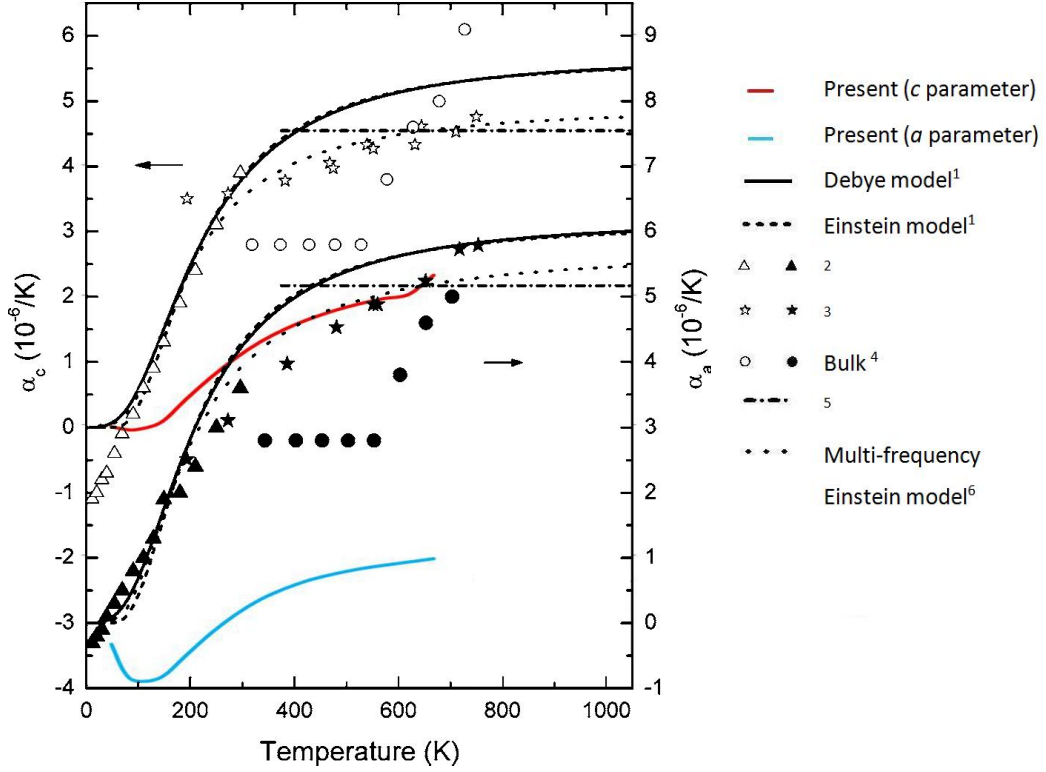 6
5
4
3
2
1
0
-1
-2
-3
-4
α_c (10⁻⁶/K)
9
8
7
6
5
4
3
2
1
0
-1
α_a (10⁻⁶/K)
0 200 400 600 800 1000
Temperature (K)
Present (c parameter)
Present (a parameter)
Debye model¹
Einstein model¹
2
3
Bulk ⁴
5
Multi-frequency
Einstein model⁶